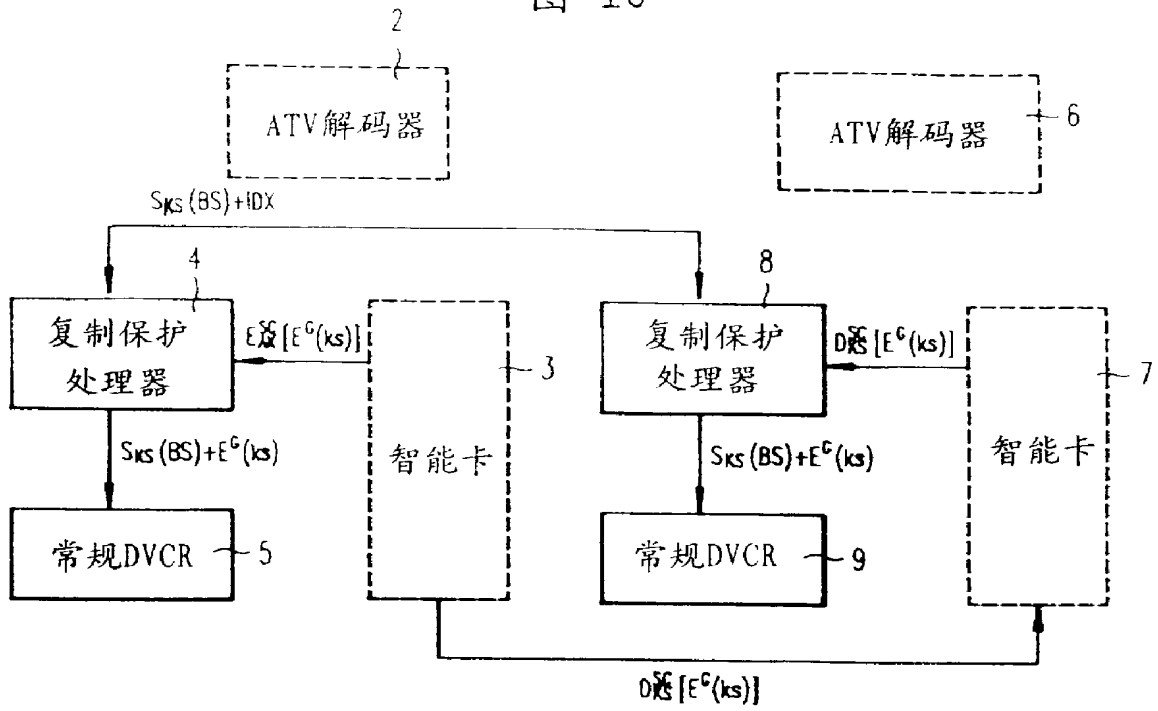 2
ATV解码器
ATV解码器
6
SKS(BS)+IDX
4
8
复制保护
处理器
[E^G(ks)]
3
复制保护
处理器
[E^G(ks)]
7
SKS(BS)+E^G(ks)
智能卡
SKS(BS)+E^G(ks)
智能卡
常规DVCR
5
常规DVCR
9
[E^G(ks)]